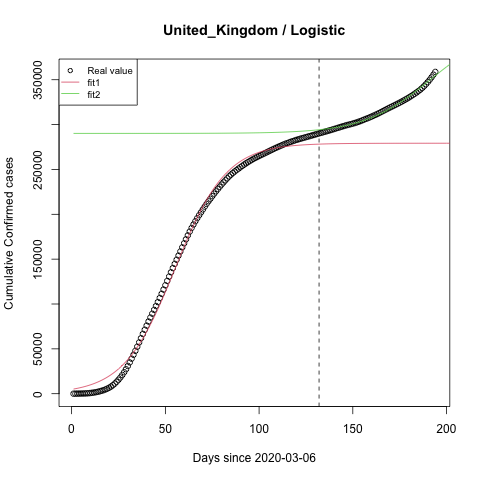 United_Kingdom / Logistic
Real value
fit1
fit2
Cumulative Confirmed cases
350000
250000
150000
50000
0
0 50 100 150 200
Days since 2020-03-06